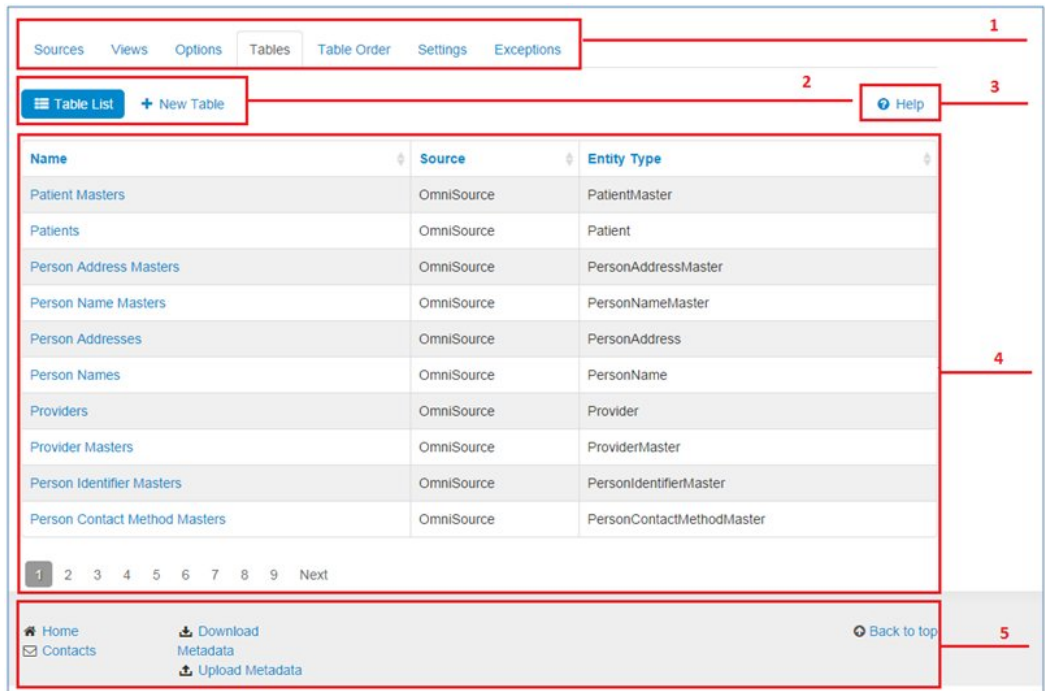 1
Sources Views Options Tables Table Order Settings Exceptions
2
3
Table List + New Table Help
Name Source Entity Type
Patient Masters OmniSource PatientMaster
Patients OmniSource Patient
Person Address Masters OmniSource PersonAddressMaster
Person Name Masters OmniSource PersonNameMaster
Person Addresses OmniSource PersonAddress
4
Person Names OmniSource PersonName
Providers OmniSource Provider
Provider Masters OmniSource ProviderMaster
Person Identifier Masters OmniSource PersonIdentifierMaster
Person Contact Method Masters OmniSource PersonContactMethodMaster
1 2 3 4 5 6 7 8 9 Next
Home Download Back to top 5
Contacts Metadata
Upload Metadata